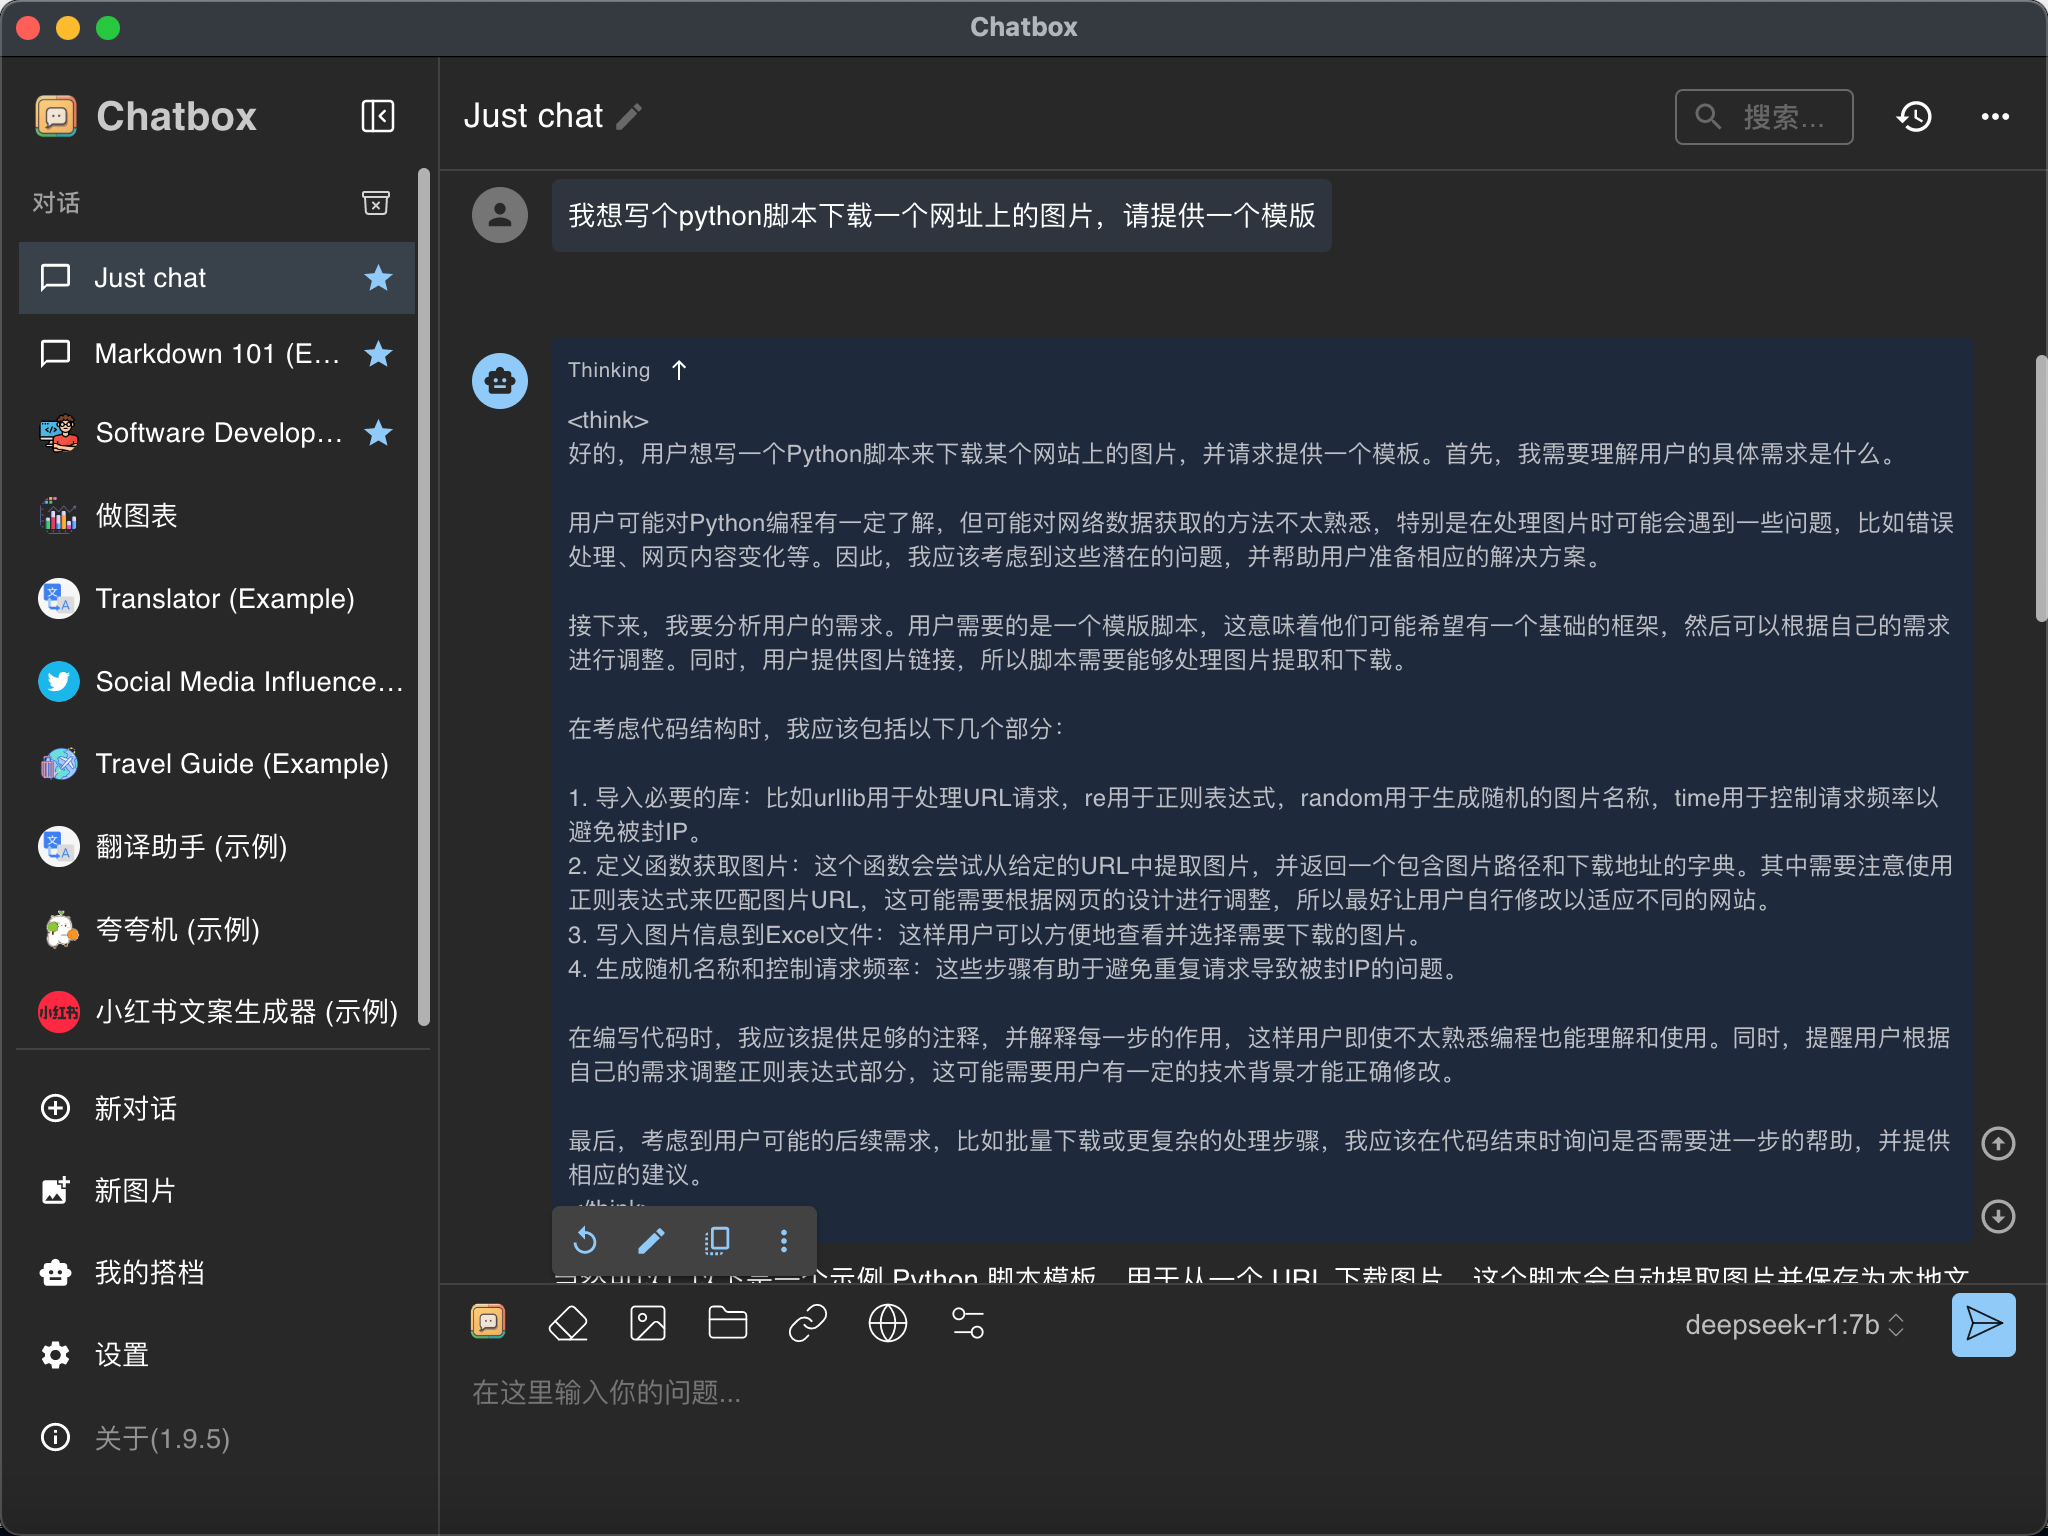 Chatbox
Chatbox
对话
Just chat
Markdown 101 (E...
Software Develop...
做图表
Translator (Example)
Social Media Influence...
Travel Guide (Example)
翻译助手 (示例)
夸夸机 (示例)
小红书
小红书文案生成器 (示例)
新对话
新图片
我的搭档
设置
关于(1.9.5)
Just chat
搜索...
我想写个python脚本下载一个网址上的图片，请提供一个模版
Thinking
<think>
好的，用户想写一个Python脚本来下载某个网站上的图片，并请求提供一个模板。首先，我需要理解用户的具体需求是什么。
用户可能对Python编程有一定了解，但可能对网络数据获取的方法不太熟悉，特别是在处理图片时可能会遇到一些问题，比如错误
处理、网页内容变化等。因此，我应该考虑到这些潜在的问题，并帮助用户准备相应的解决方案。
接下来，我要分析用户的需求。用户需要的是一个模版脚本，这意味着他们可能希望有一个基础的框架，然后可以根据自己的需求
进行调整。同时，用户提供图片链接，所以脚本需要能够处理图片提取和下载。
在考虑代码结构时，我应该包括以下几个部分：
1. 导入必要的库：比如urllib用于处理URL请求，re用于正则表达式，random用于生成随机的图片名称，time用于控制请求频率以
避免被封IP。
2. 定义函数获取图片：这个函数会尝试从给定的URL中提取图片，并返回一个包含图片路径和下载地址的字典。其中需要注意使用
正则表达式来匹配图片URL，这可能需要根据网页的设计进行调整，所以最好让用户自行修改以适应不同的网站。
3. 写入图片信息到Excel文件：这样用户可以方便地查看并选择需要下载的图片。
4. 生成随机名称和控制请求频率：这些步骤有助于避免重复请求导致被封IP的问题。
在编写代码时，我应该提供足够的注释，并解释每一步的作用，这样用户即使不太熟悉编程也能理解和使用。同时，提醒用户根据
自己的需求调整正则表达式部分，这可能需要用户有一定的技术背景才能正确修改。
最后，考虑到用户可能的后续需求，比如批量下载或更复杂的处理步骤，我应该在代码结束时询问是否需要进一步的帮助，并提供
相应的建议。
</think>
一个示例 Python 脚本模板，用于从一个 URL 下载图片。这个脚本会自动提取图片并保存为本地文
deepseek-r1:7b
在这里输入你的问题...